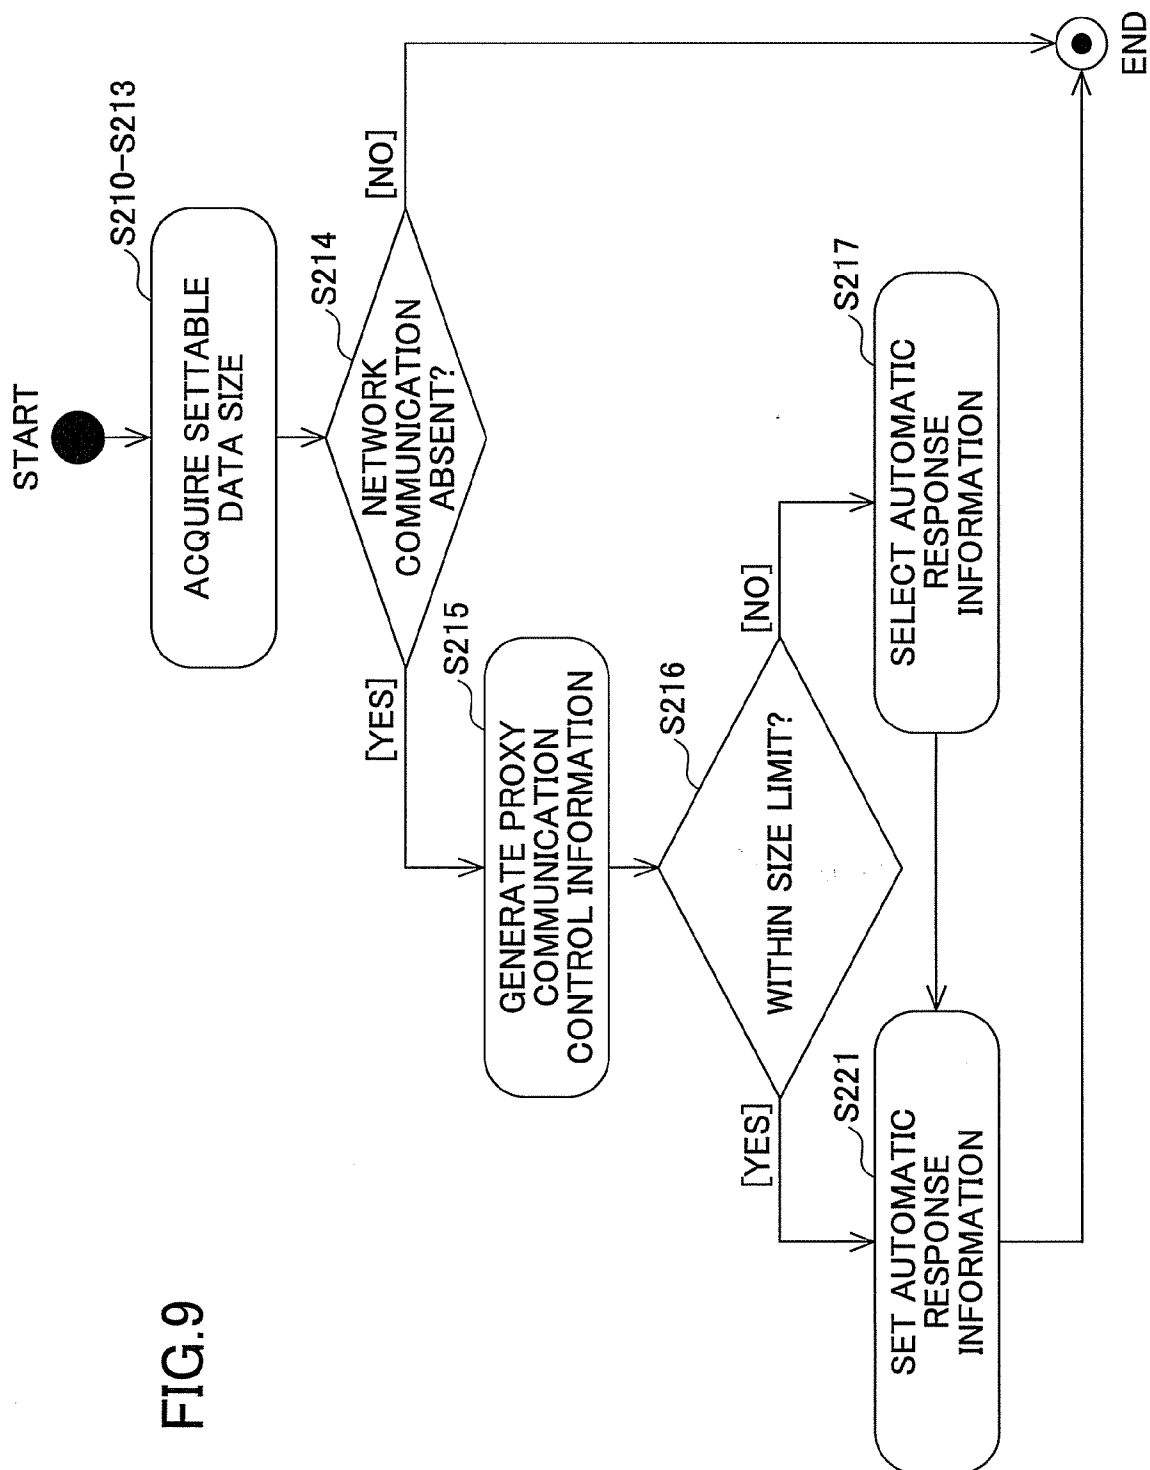 FIG.9
START
S210-S213
ACQUIRE SETTABLE
DATA SIZE
S214
NETWORK
COMMUNICATION
ABSENT?
[NO]
[YES]
S215
GENERATE PROXY
COMMUNICATION
CONTROL INFORMATION
S216
WITHIN SIZE LIMIT?
[NO]
[YES]
S217
SELECT AUTOMATIC
RESPONSE
INFORMATION
S221
SET AUTOMATIC
RESPONSE
INFORMATION
END